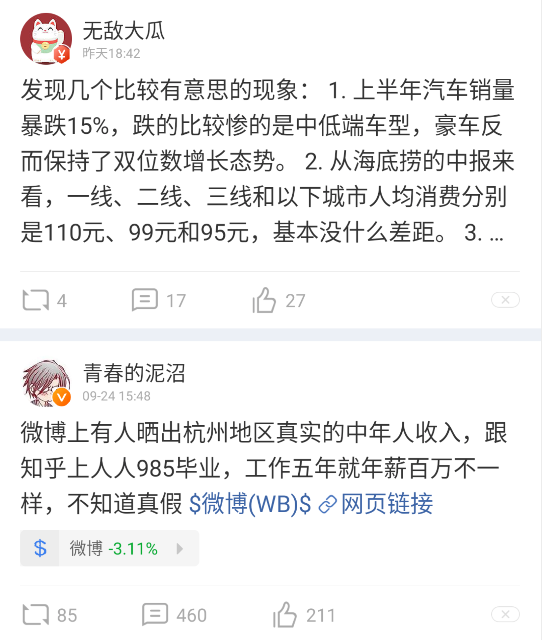 无敌大瓜
昨天18:42
发现几个比较有意思的现象： 1. 上半年汽车销量
暴跌15%，跌的比较惨的是中低端车型，豪车反
而保持了双位数增长态势。 2. 从海底捞的中报来
看，一线、二线、三线和以下城市人均消费分别
是110元、99元和95元，基本没什么差距。 3. ...
4 17 27
青春的泥沼
09-24 15:48
微博上有人晒出杭州地区真实的中年人收入，跟
知乎上人人985毕业，工作五年就年薪百万不一
样，不知道真假 $微博(WB)$ 网页链接
$ 微博 -3.11%
85 460 211